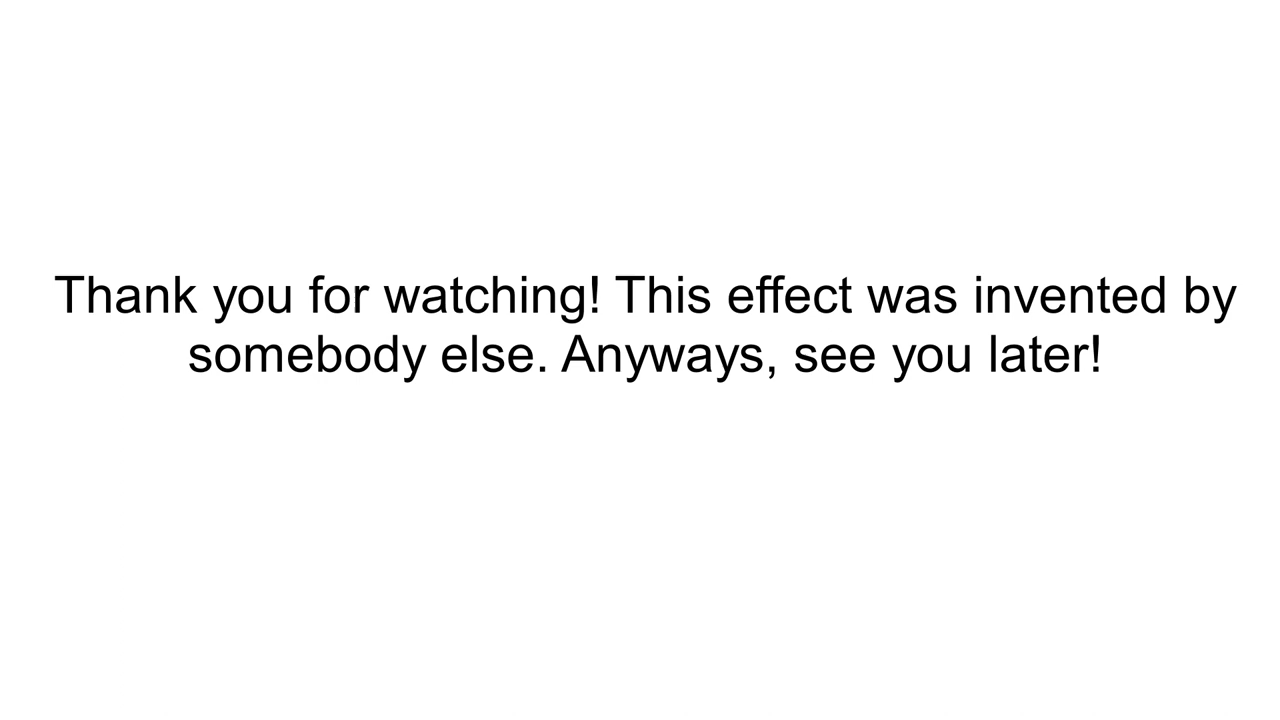 Thank you for watching! This effect was invented by
somebody else. Anyways, see you later!